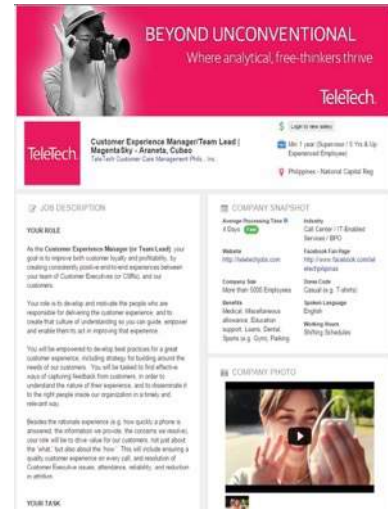 BEYOND UNCONVENTIONAL
Where analytical, free-thinkers thrive
TeleTech
TeleTech
Customer Experience Manager/Team Lead |
MagentaSky - Araneta, Cubao
TeleTech Customer Care Management Phils., Inc.
Login to view salary
Min 1 year (Supervisor / 5 Yrs & Up
Experienced Employee)
Philippines - National Capital Reg
JOB DESCRIPTION
YOUR ROLE
As the Customer Experience Manager (or Team Lead), your
goal is to improve both customer loyalty and profitability, by
creating consistently positive end-to-end experiences between
your team of Customer Executives (or CSRs), and our
customers.
Your role is to develop and motivate the people who are
responsible for delivering the customer experience, and to
create that culture of understanding so you can guide, empower
and enable them to act in improving that experience.
You will be empowered to develop best practices for a great
customer experience, including strategy for building around the
needs of our customers. You will be tasked to find effective
ways of capturing feedback from customers, in order to
understand the nature of their experience, and to disseminate it
to the right people inside our organization in a timely and
relevant way.
Besides the rationale experience (e.g. how quickly a phone is
answered, the information we provide, the concerns we resolve),
your role will be to drive value for our customers, not just about
the 'what,' but also about the 'how'. This will include ensuring a
quality customer experience on every call, and resolution of
Customer Executive issues, attendance, reliability, and reduction
in attrition.
YOUR TASK
COMPANY SNAPSHOT
Average Processing Time
4 Days
Industry
Call Center / IT-Enabled
Services / BPO
Website
http://teletechjobs.com
Facebook Fan Page
http://www.facebook.com/tel
etechpilipinas
Company Size
More than 5000 Employees
Dress Code
Casual (e.g. T-shirts)
Benefits
Medical, Miscellaneous
allowance, Education
support, Loans, Dental,
Sports (e.g. Gym), Parking
Spoken Language
English
Working Hours
Shifting Schedules
COMPANY PHOTO